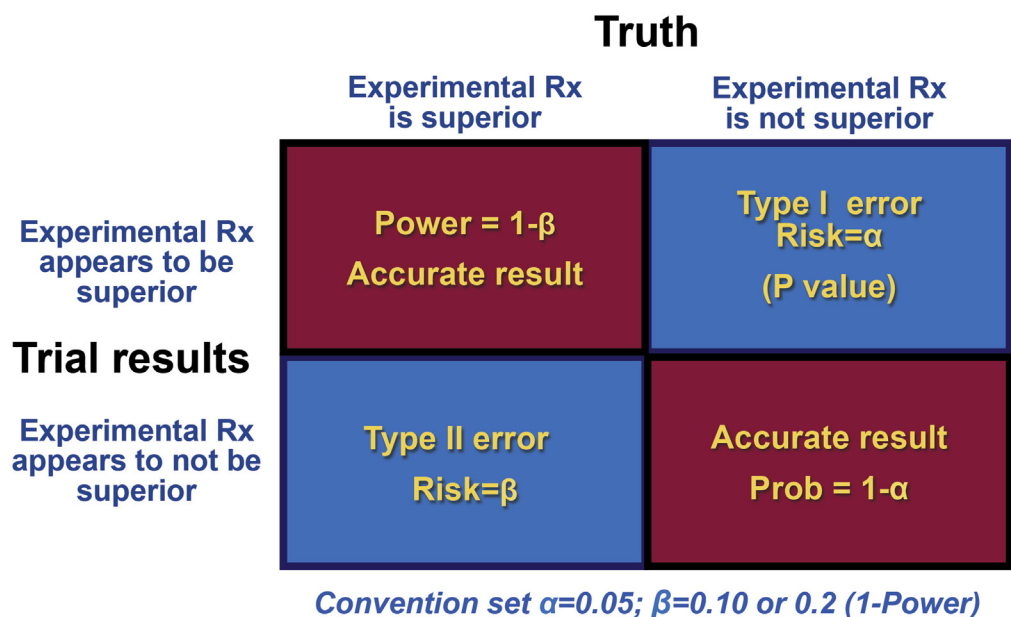 Truth
Experimental Rx
is superior
Experimental Rx
is not superior
Experimental Rx
appears to be
superior
Power = 1-β
Accurate result
Type I error
Risk=α
(P value)
Trial results
Experimental Rx
appears to not be
superior
Type II error
Risk=β
Accurate result
Prob = 1-α
Convention set α=0.05; β=0.10 or 0.2 (1-Power)